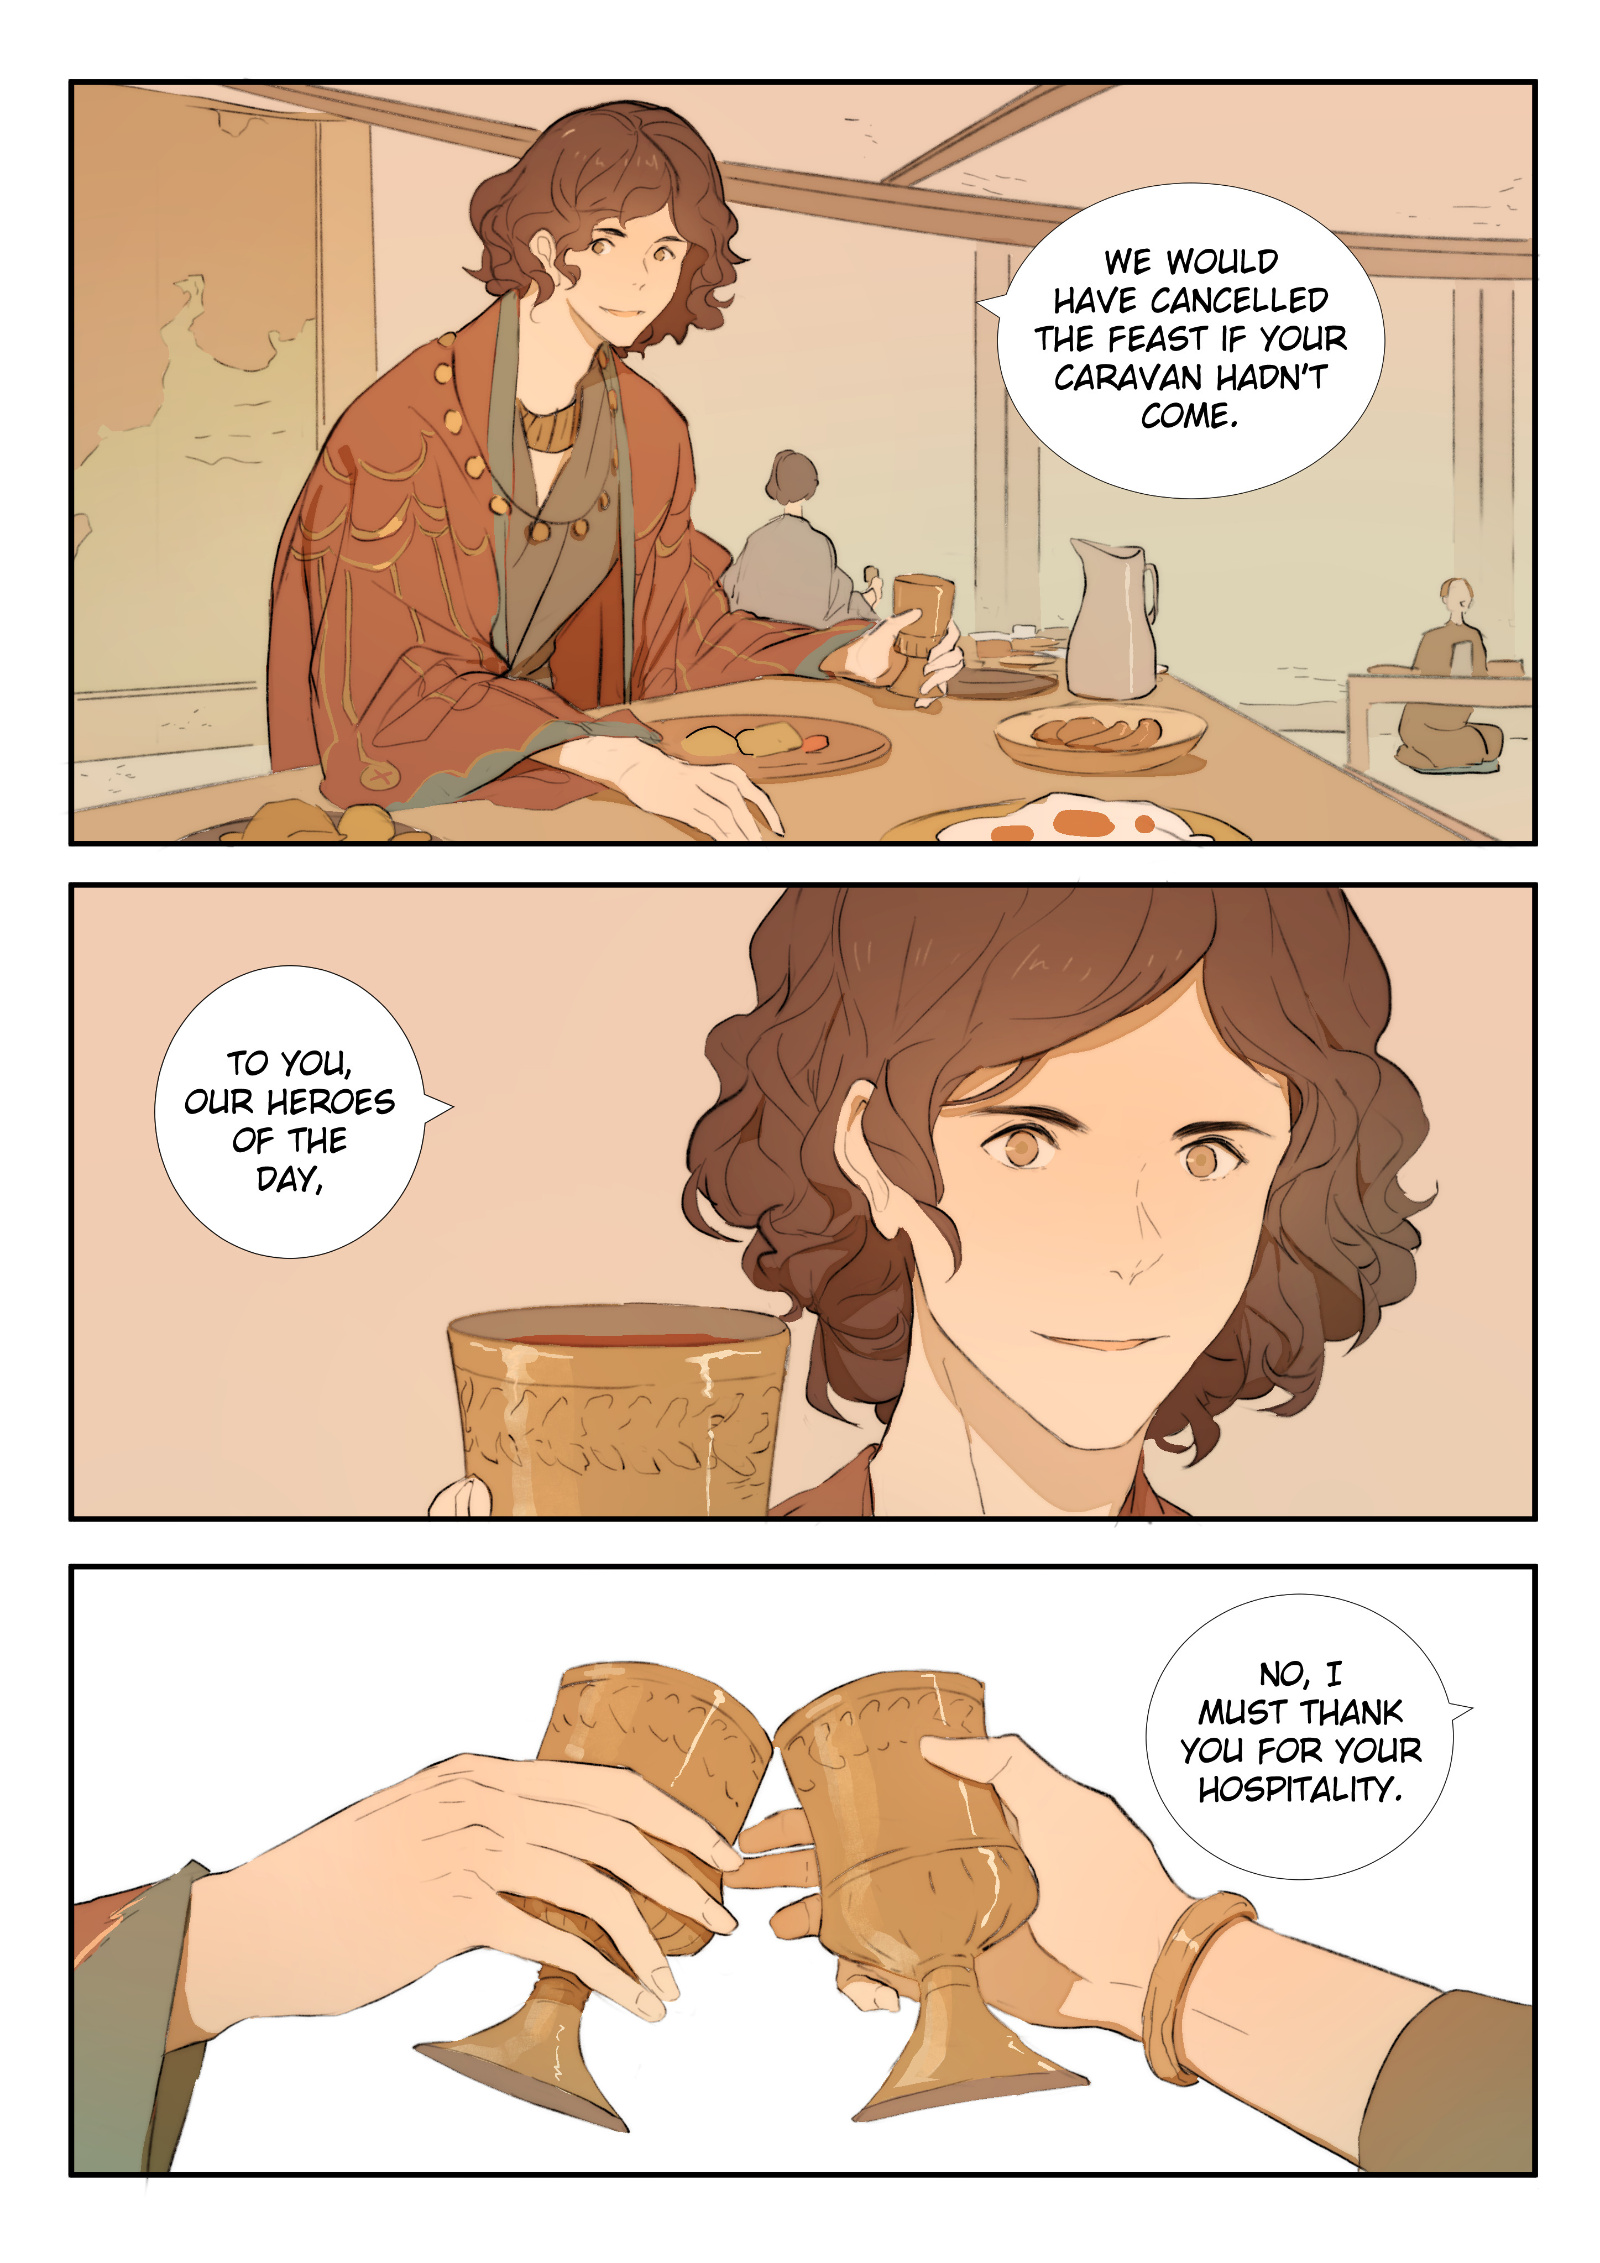 WE WOULD
HAVE CANCELLED
THE FEAST IF YOUR
CARAVAN HADN'T
COME.
TO YOU,
OUR HEROES
OF THE
DAY,
NO, I
MUST THANK
YOU FOR YOUR
HOSPITALITY.